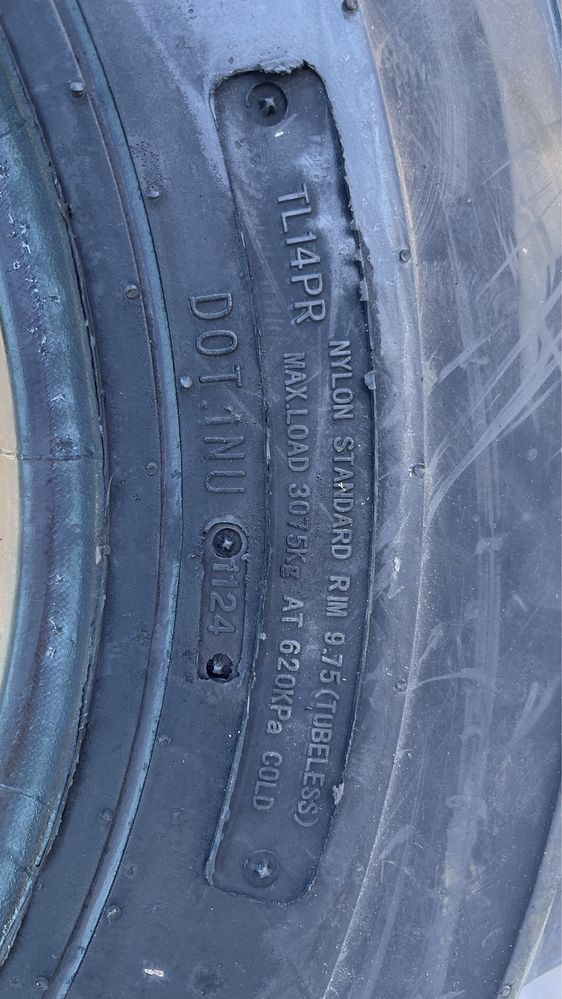 TL14PR
NYLON STANDARD RIM 9.75(TUBELESS)
MAX.LOAD 3075kg AT 620KPa COLD
DOT 1NU
1124